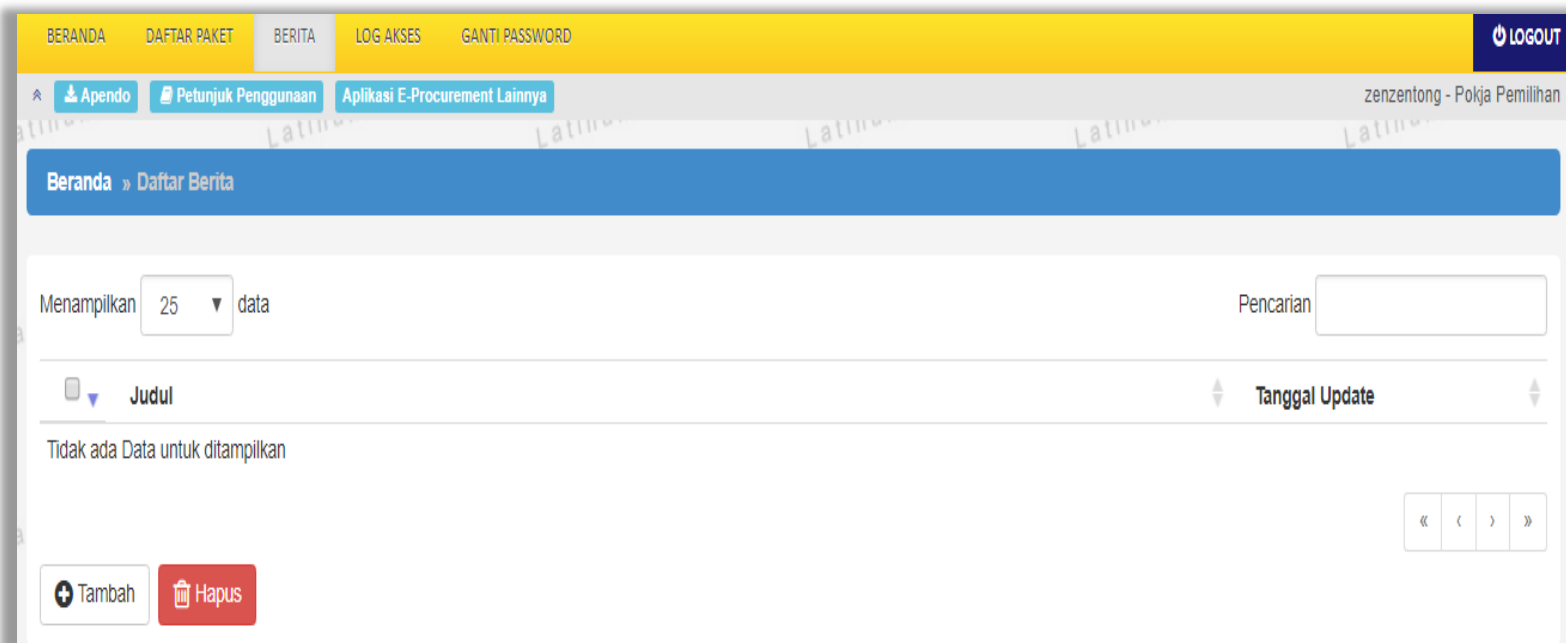 BERANDA DAFTAR PAKET BERITA LOG AKSES GANTI PASSWORD LOGOUT
Apendo Petunjuk Penggunaan Aplikasi E-Procurement Lainnya zenzentong - Pokja Pemilihan
Beranda » Daftar Berita
Menampilkan 25 data Pencarian
Judul Tanggal Update
Tidak ada Data untuk ditampilkan
« ‹ › »
Tambah Hapus